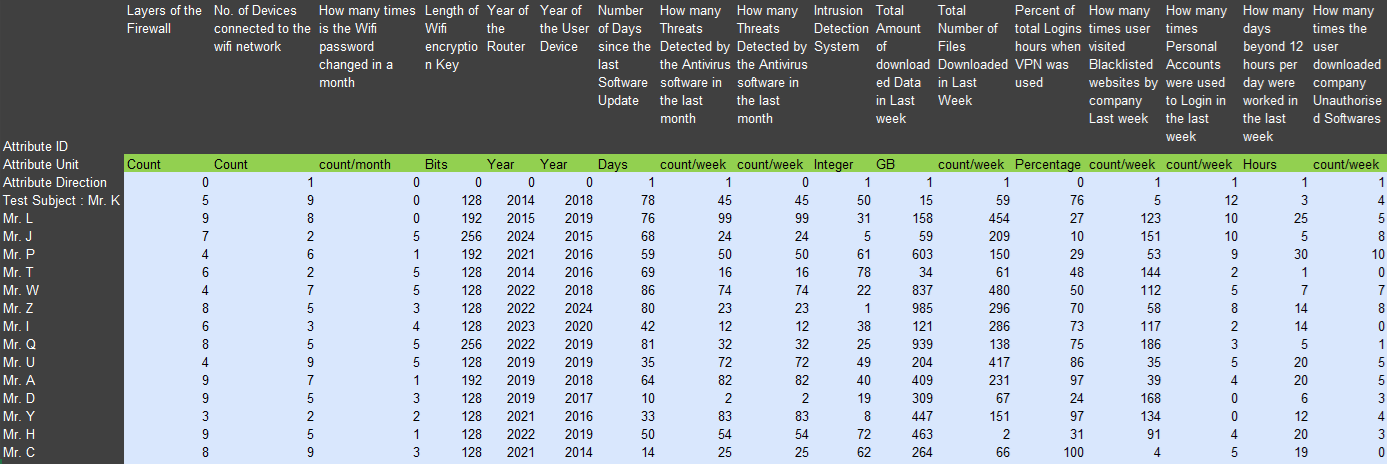 Layers of the
Firewall
No. of Devices
connected to the
wifi network
How many times
is the Wifi
password
changed in a
month
Length of
Wifi
encryptio
n Key
Year of
the
Router
Year of
the User
Device
Number
of Days
since the
last
Software
Update
How many
Threats
Detected by
the Antivirus
software in
the last
month
How many
Threats
Detected by
the Antivirus
software in
the last
month
Intrusion
Detection
System
Total
Amount
of
download
ed Data
in Last
week
Total
Number of
Files
Downloaded
in Last
Week
Percent of
total Logins
hours when
VPN was
used
How many
times user
visited
Blacklisted
websites by
company
Last week
How many
times
Personal
Accounts
were used
to Login in
the last
week
How many
days
beyond 12
hours per
day were
worked in
the last
week
How many
times the
user
downloaded
company
Unauthorise
d Softwares
Attribute ID
Attribute Unit Count Count count/month Bits Year Year Days count/week count/week Integer GB count/week Percentage count/week count/week Hours count/week
Attribute Direction 0 1 0 0 0 0 1 1 0 1 1 1 0 1 1 1 1
Test Subject : Mr. K 5 9 0 128 2014 2018 78 45 45 50 15 59 76 5 12 3 4
Mr. L 9 8 0 192 2015 2019 76 99 99 31 158 454 27 123 10 25 5
Mr. J 7 2 5 256 2024 2015 68 24 24 5 59 209 10 151 10 5 8
Mr. P 4 6 1 192 2021 2016 59 50 50 61 603 150 29 53 9 30 10
Mr. T 6 2 5 128 2014 2016 69 16 16 78 34 61 48 144 2 1 0
Mr. W 4 7 5 128 2022 2018 86 74 74 22 837 480 50 112 5 7 7
Mr. Z 8 5 3 128 2022 2024 80 23 23 1 985 296 70 58 8 14 8
Mr. I 6 3 4 128 2023 2020 42 12 12 38 121 286 73 117 2 14 0
Mr. Q 8 5 5 256 2022 2019 81 32 32 25 939 138 75 186 3 5 1
Mr. U 4 9 5 128 2019 2019 35 72 72 49 204 417 86 35 5 20 5
Mr. A 9 7 1 192 2019 2018 64 82 82 40 409 231 97 39 4 20 5
Mr. D 9 5 3 128 2019 2017 10 2 2 19 309 67 24 168 0 6 3
Mr. Y 3 2 2 128 2021 2016 33 83 83 8 447 151 97 134 0 12 4
Mr. H 9 5 1 128 2022 2019 50 54 54 72 463 2 31 91 4 20 3
Mr. C 8 9 3 128 2021 2014 14 25 25 62 264 66 100 4 5 19 0